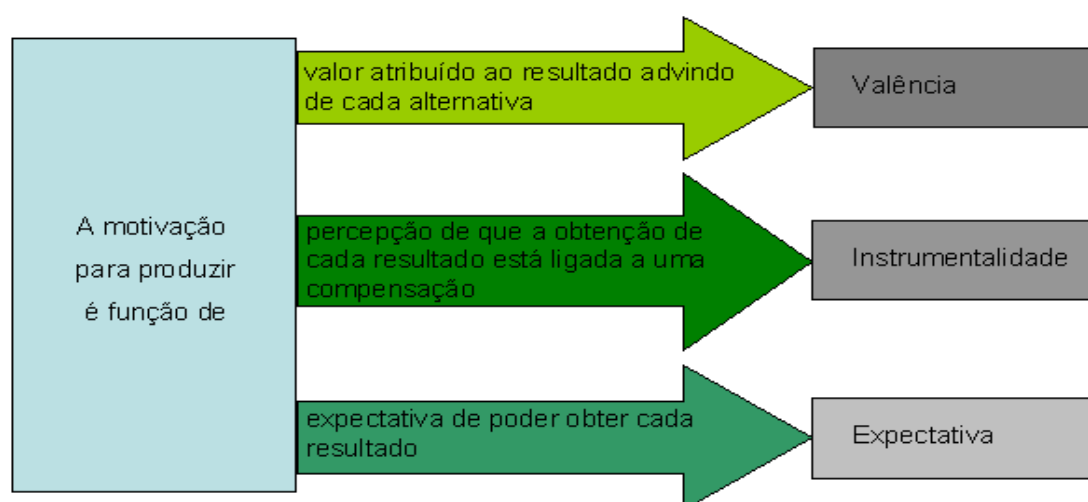 A motivação
para produzir
é função de
valor atribuído ao resultado advindo
de cada alternativa
Valência
percepção de que a obtenção de
cada resultado está ligada a uma
compensação
Instrumentalidade
expectativa de poder obter cada
resultado
Expectativa